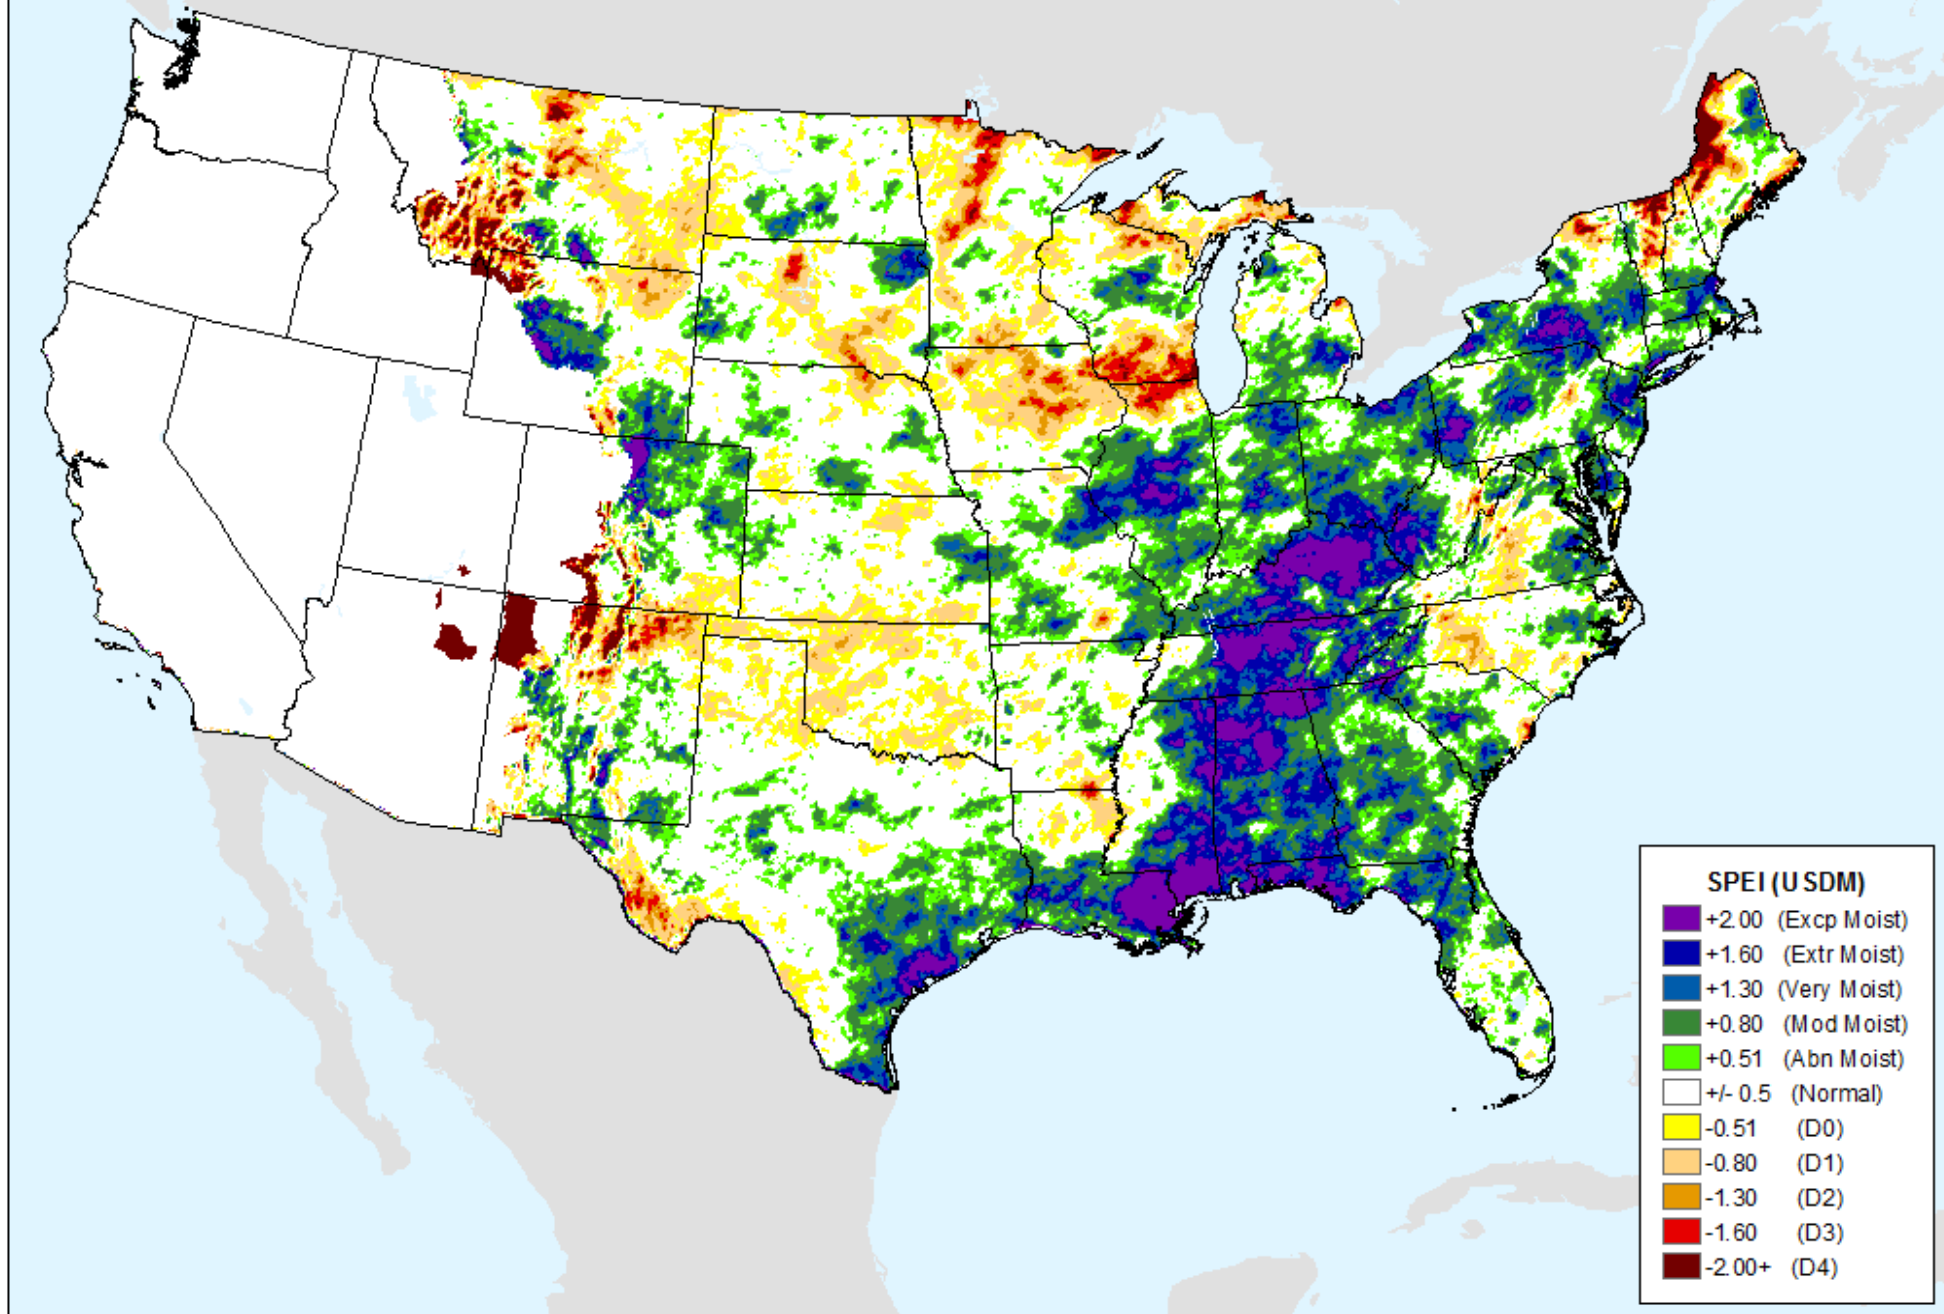 SPEI (USDM)
+2.00 (Excp Moist)
+1.60 (Extr Moist)
+1.30 (Very Moist)
+0.80 (Mod Moist)
+0.51 (Abn Moist)
+/- 0.5 (Normal)
-0.51 (D0)
-0.80 (D1)
-1.30 (D2)
-1.60 (D3)
-2.00+ (D4)